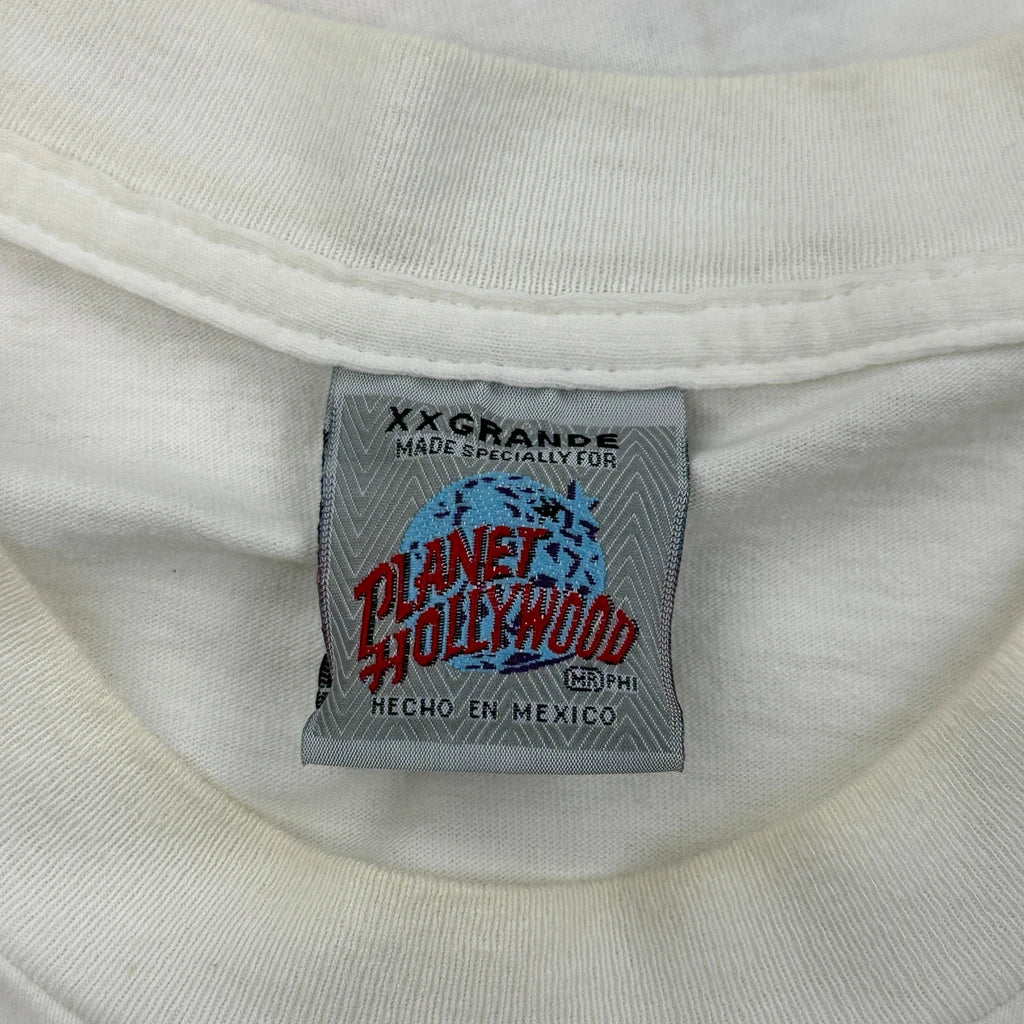 XXGRANDE
MADE SPECIALLY FOR
PLANET
HOLLYWOOD
MR PHI
HECHO EN MEXICO